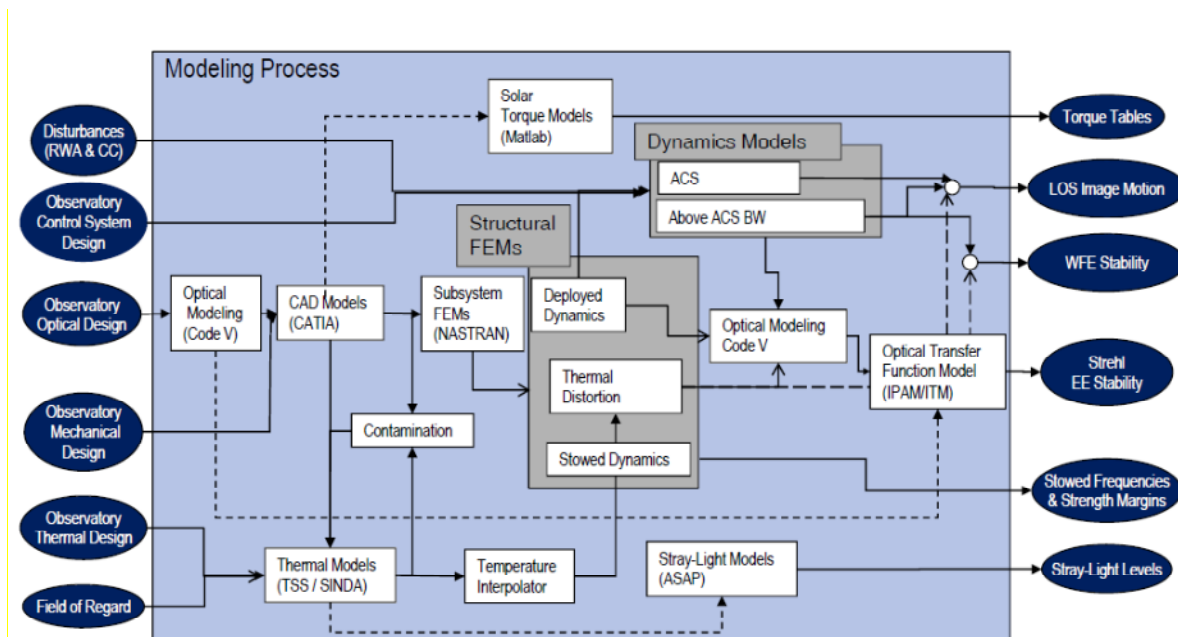 Modeling Process
Solar
Torque Models
(Matlab)
Torque Tables
Disturbances
(RWA & CC)
Dynamics Models
ACS
LOS Image Motion
Observatory
Control System
Design
Above ACS BW
Structural
FEMs
WFE Stability
Observatory
Optical Design
Optical
Modeling
(Code V)
CAD Models
(CATIA)
Subsystem
FEMs
(NASTRAN)
Deployed
Dynamics
Optical Modeling
Code V
Optical Transfer
Function Model
(IPAM/ITM)
Strehl
EE Stability
Thermal
Distortion
Observatory
Mechanical
Design
Contamination
Stowed Dynamics
Stowed Frequencies
& Strength Margins
Observatory
Thermal Design
Thermal Models
(TSS / SINDA)
Temperature
Interpolator
Stray-Light Models
(ASAP)
Stray-Light Levels
Field of Regard